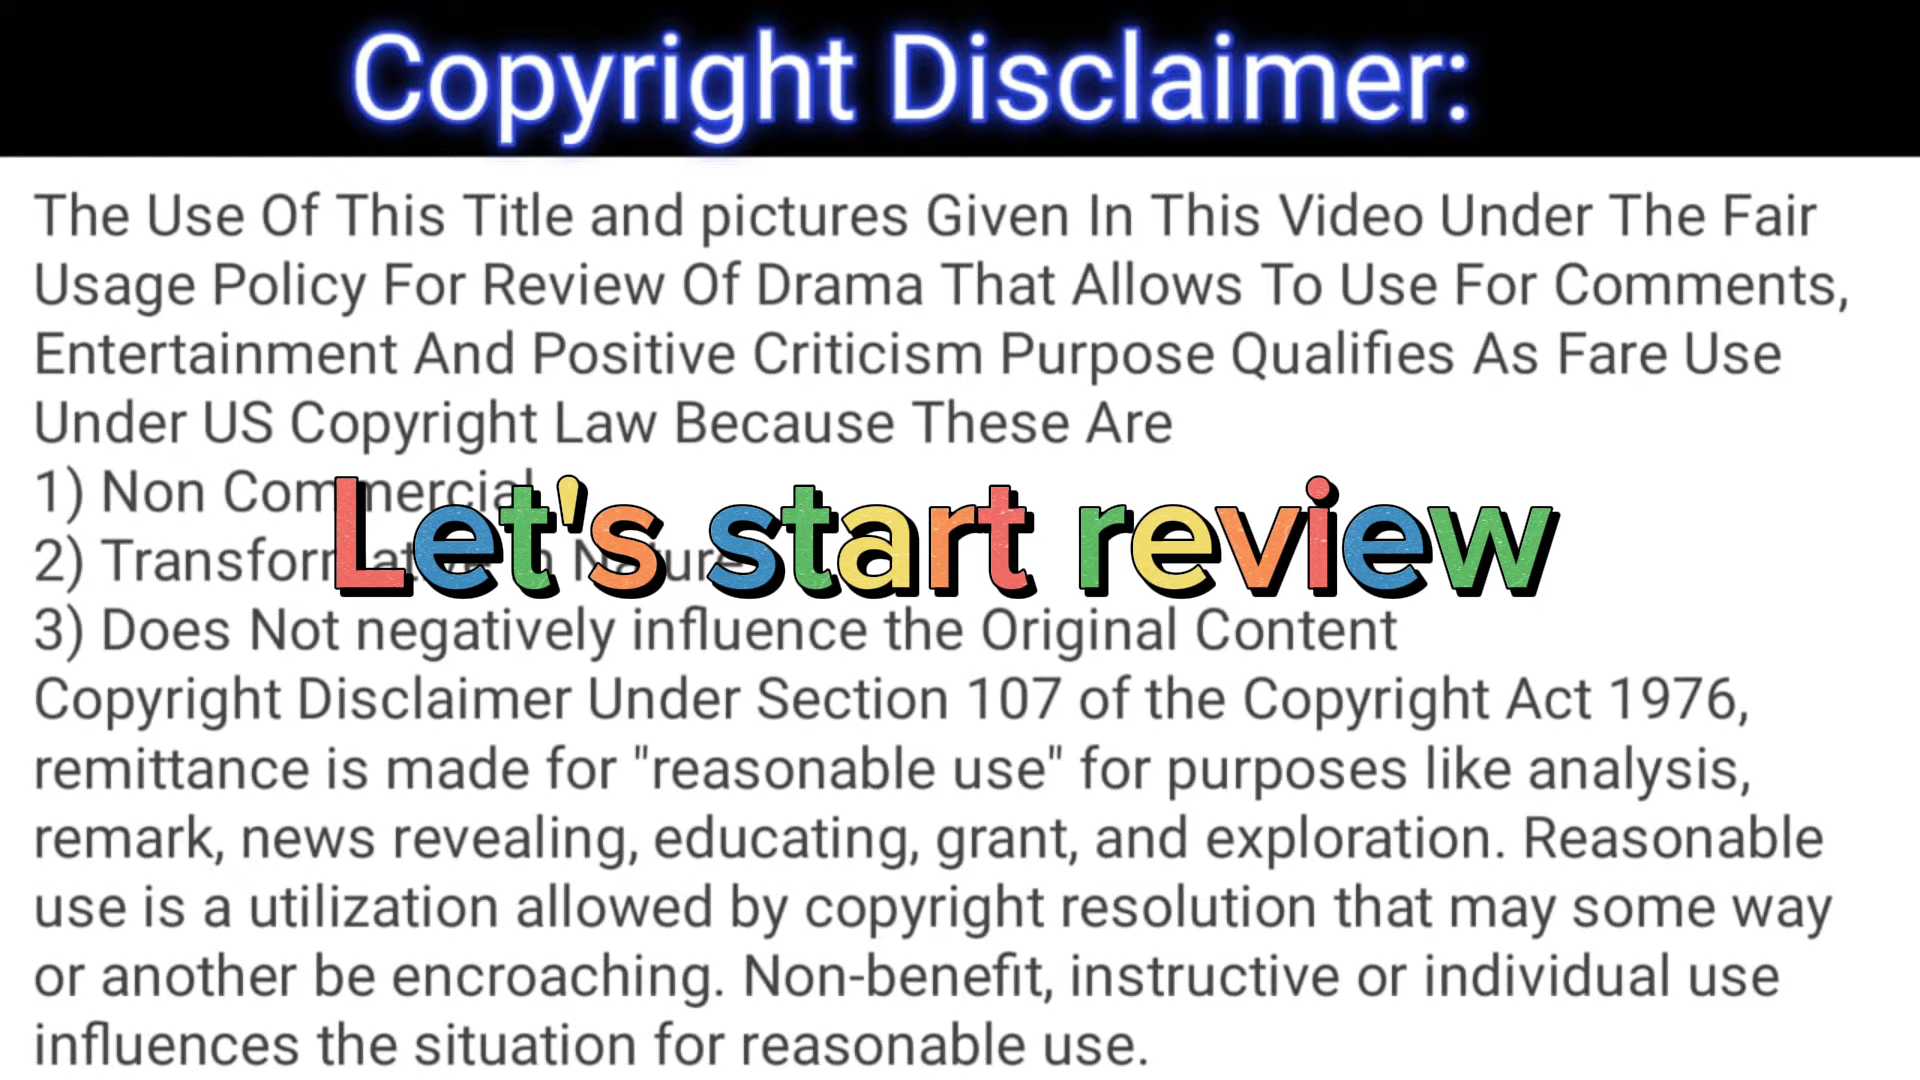 Copyright Disclaimer:
The Use Of This Title and pictures Given In This Video Under The Fair
Usage Policy For Review Of Drama That Allows To Use For Comments,
Entertainment And Positive Criticism Purpose Qualifies As Fare Use
Under US Copyright Law Because These Are
1) Non Commercial
Let's start review
2) Transformative in Nature
3) Does Not negatively influence the Original Content
Copyright Disclaimer Under Section 107 of the Copyright Act 1976,
remittance is made for "reasonable use" for purposes like analysis,
remark, news revealing, educating, grant, and exploration. Reasonable
use is a utilization allowed by copyright resolution that may some way
or another be encroaching. Non-benefit, instructive or individual use
influences the situation for reasonable use.